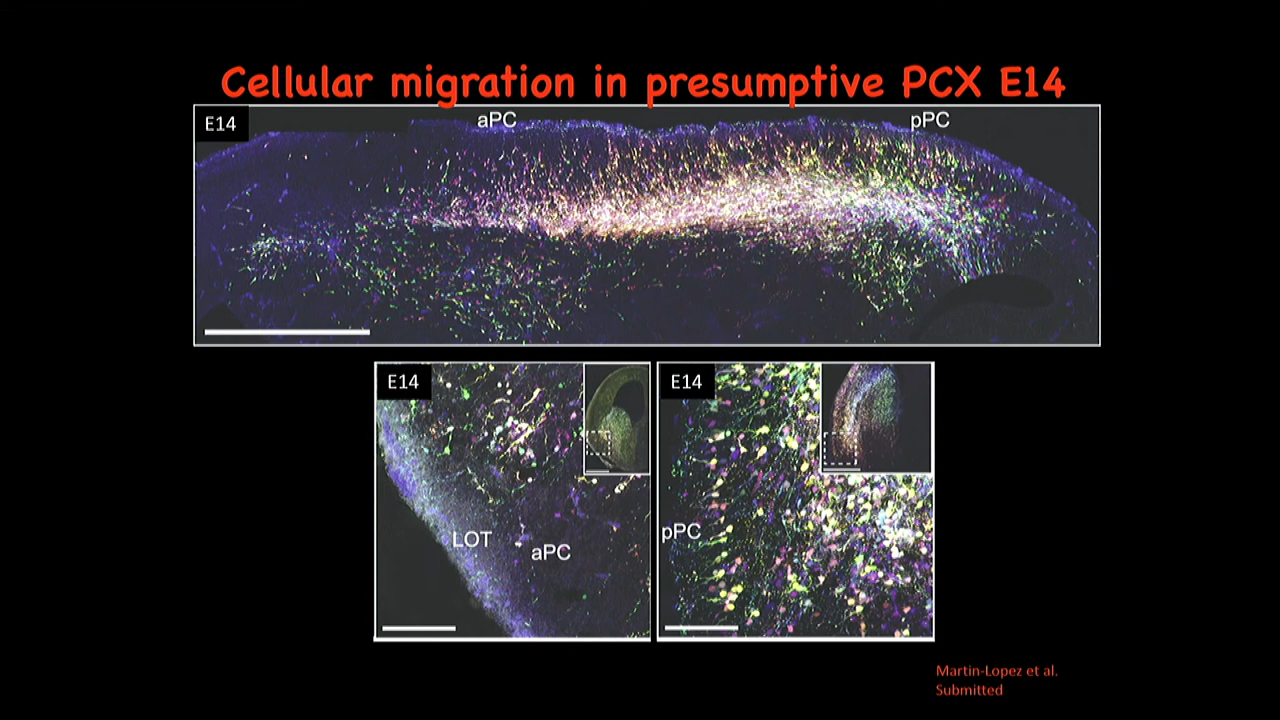 Cellular migration in presumptive PCX E14
E14
aPC
pPC
E14
LOT
aPC
E14
pPC
Martin-Lopez et al.
Submitted